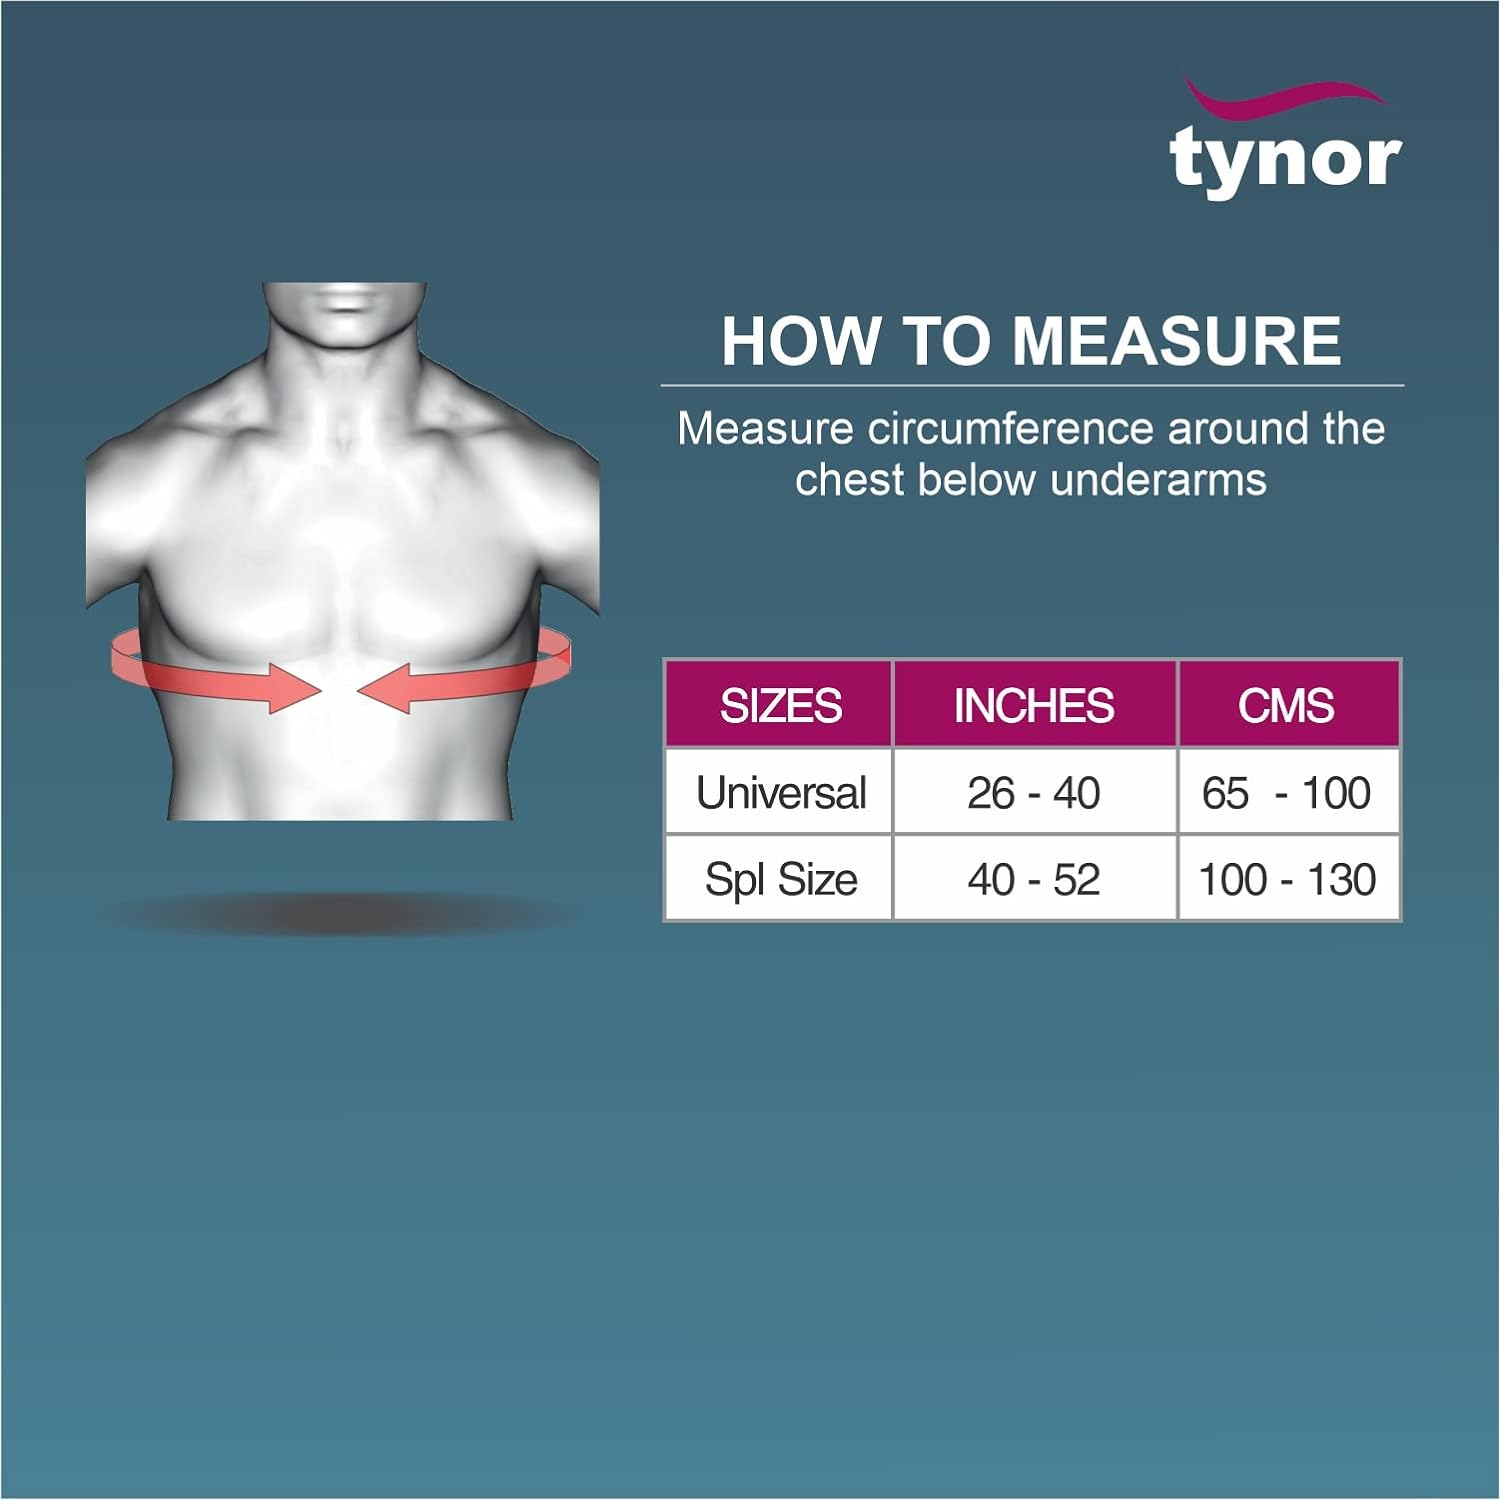 tynor
HOW TO MEASURE
Measure circumference around the
chest below underarms
SIZES INCHES CMS
Universal 26 - 40 65 - 100
Spl Size 40 - 52 100 - 130